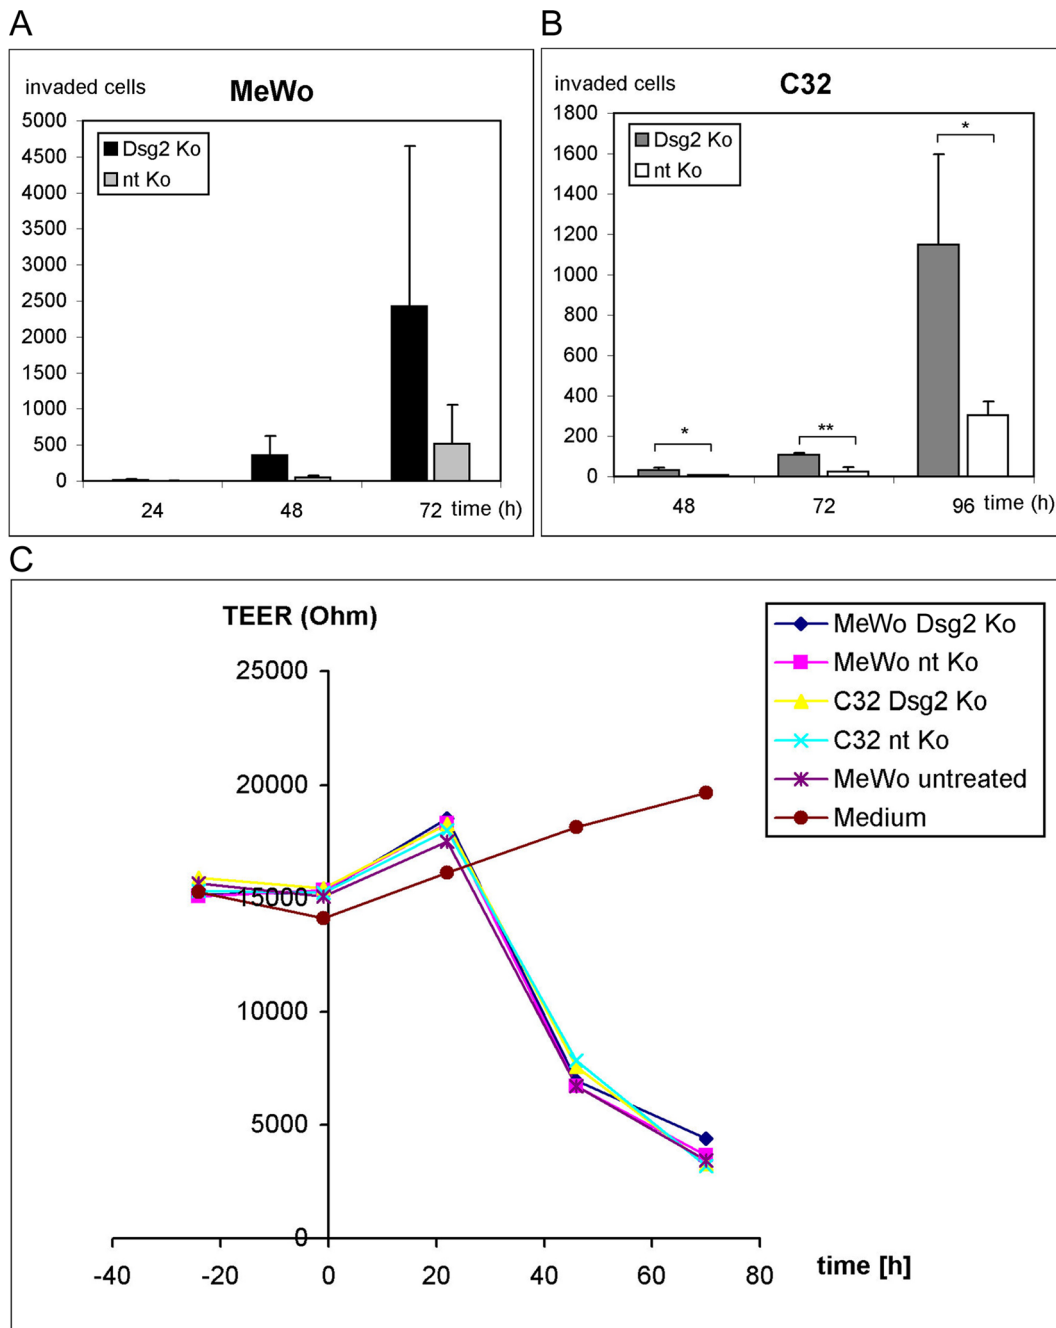 A
invaded cells
MeWo
5000
4500
4000
3500
3000
2500
2000
1500
1000
500
0
Dsg2 Ko
nt Ko
24
48
72
time (h)
B
invaded cells
C32
1800
1600
1400
1200
1000
800
600
400
200
0
Dsg2 Ko
nt Ko
*
**
*
48
72
96
time (h)
C
TEER (Ohm)
25000
20000
15000
10000
5000
0
-40
-20
0
20
40
60
80
time [h]
MeWo Dsg2 Ko
MeWo nt Ko
C32 Dsg2 Ko
C32 nt Ko
MeWo untreated
Medium